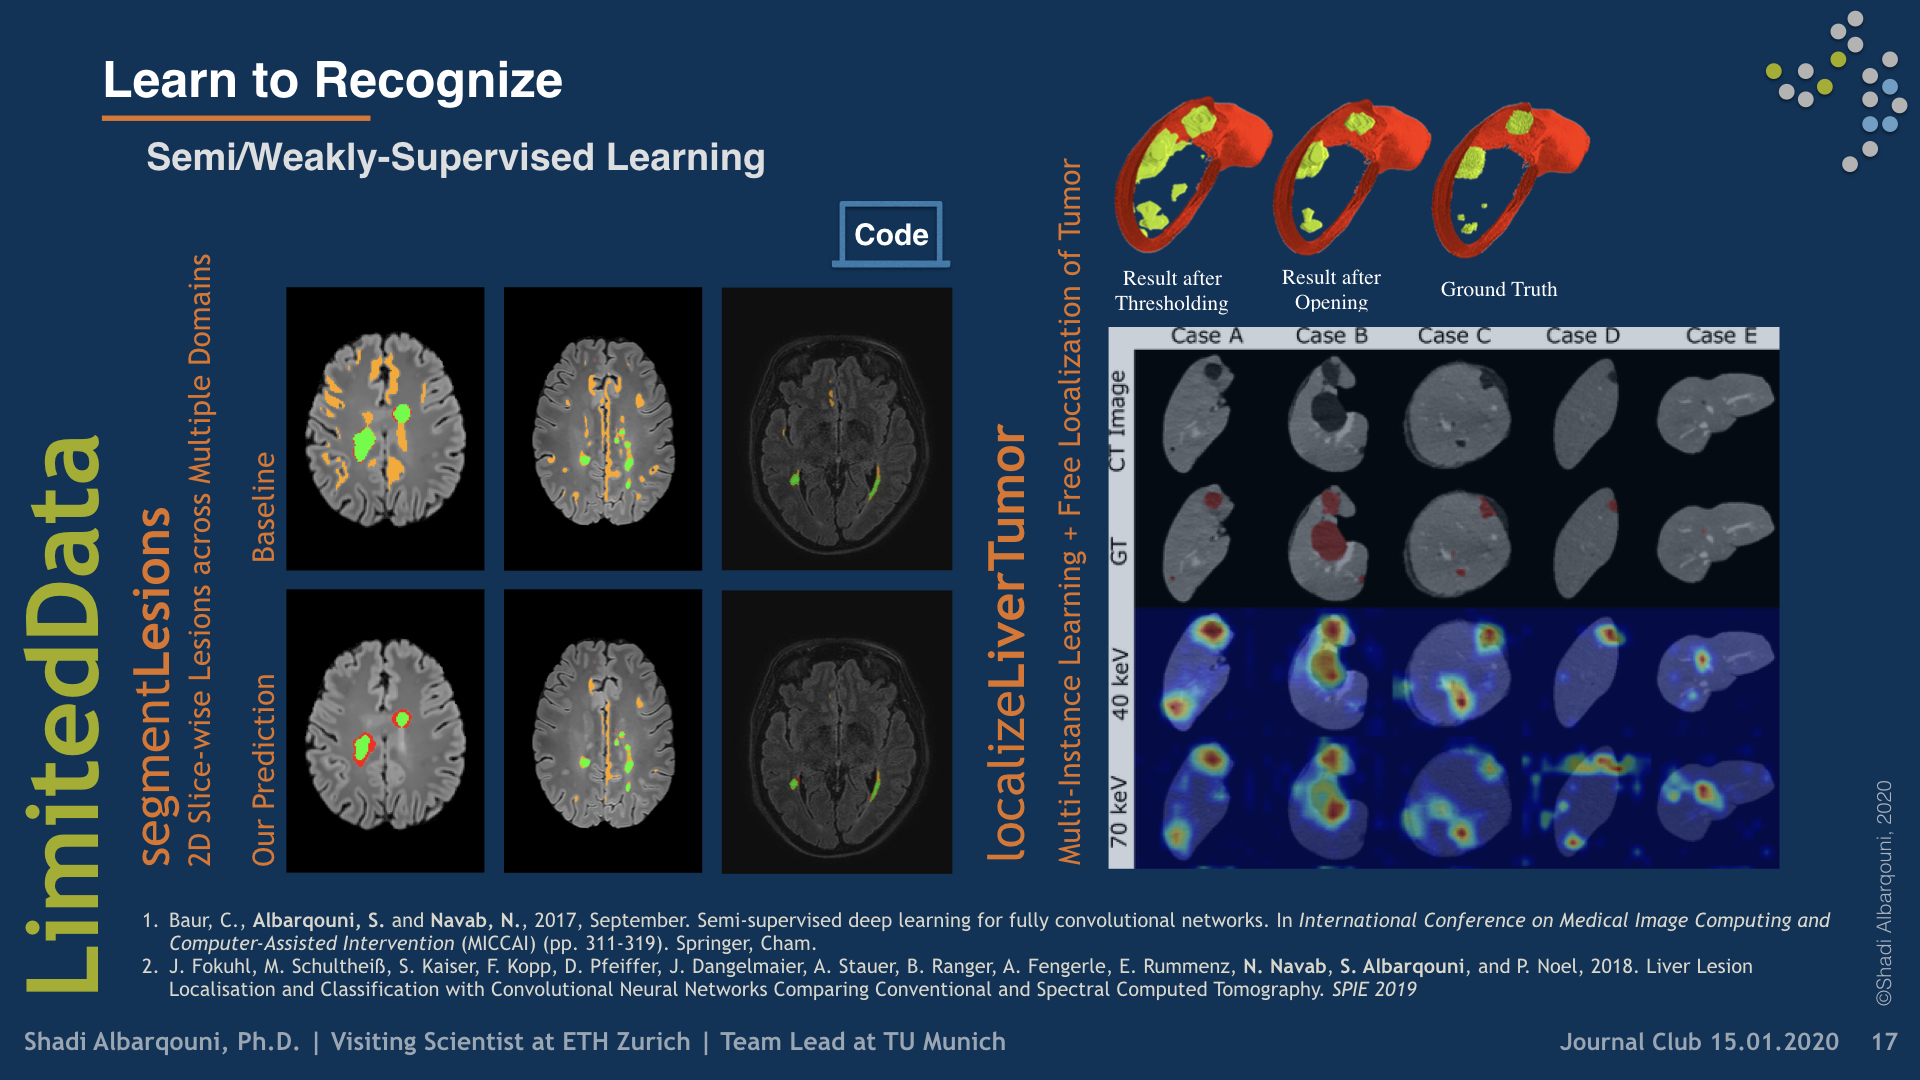 Learn to Recognize
Semi/Weakly-Supervised Learning
Code
LimitedData
segmentLesions
2D Slice-wise Lesions across Multiple Domains
Baseline
Our Prediction
localizeLiverTumor
Multi-Instance Learning + Free Localization of Tumor
Result after
Thresholding
Result after
Opening
Ground Truth
Case A Case B Case C Case D Case E
CT Image
GT
40 keV
70 keV
1. Baur, C., Albarqouni, S. and Navab, N., 2017, September. Semi-supervised deep learning for fully convolutional networks. In International Conference on Medical Image Computing and
Computer-Assisted Intervention (MICCAI) (pp. 311-319). Springer, Cham.
2. J. Fokuhl, M. Schultheiß, S. Kaiser, F. Kopp, D. Pfeiffer, J. Dangelmaier, A. Stauer, B. Ranger, A. Fengerle, E. Rummenz, N. Navab, S. Albarqouni, and P. Noel, 2018. Liver Lesion
Localisation and Classification with Convolutional Neural Networks Comparing Conventional and Spectral Computed Tomography. SPIE 2019
©Shadi Albarqouni, 2020
Shadi Albarqouni, Ph.D. | Visiting Scientist at ETH Zurich | Team Lead at TU Munich
Journal Club 15.01.2020 17